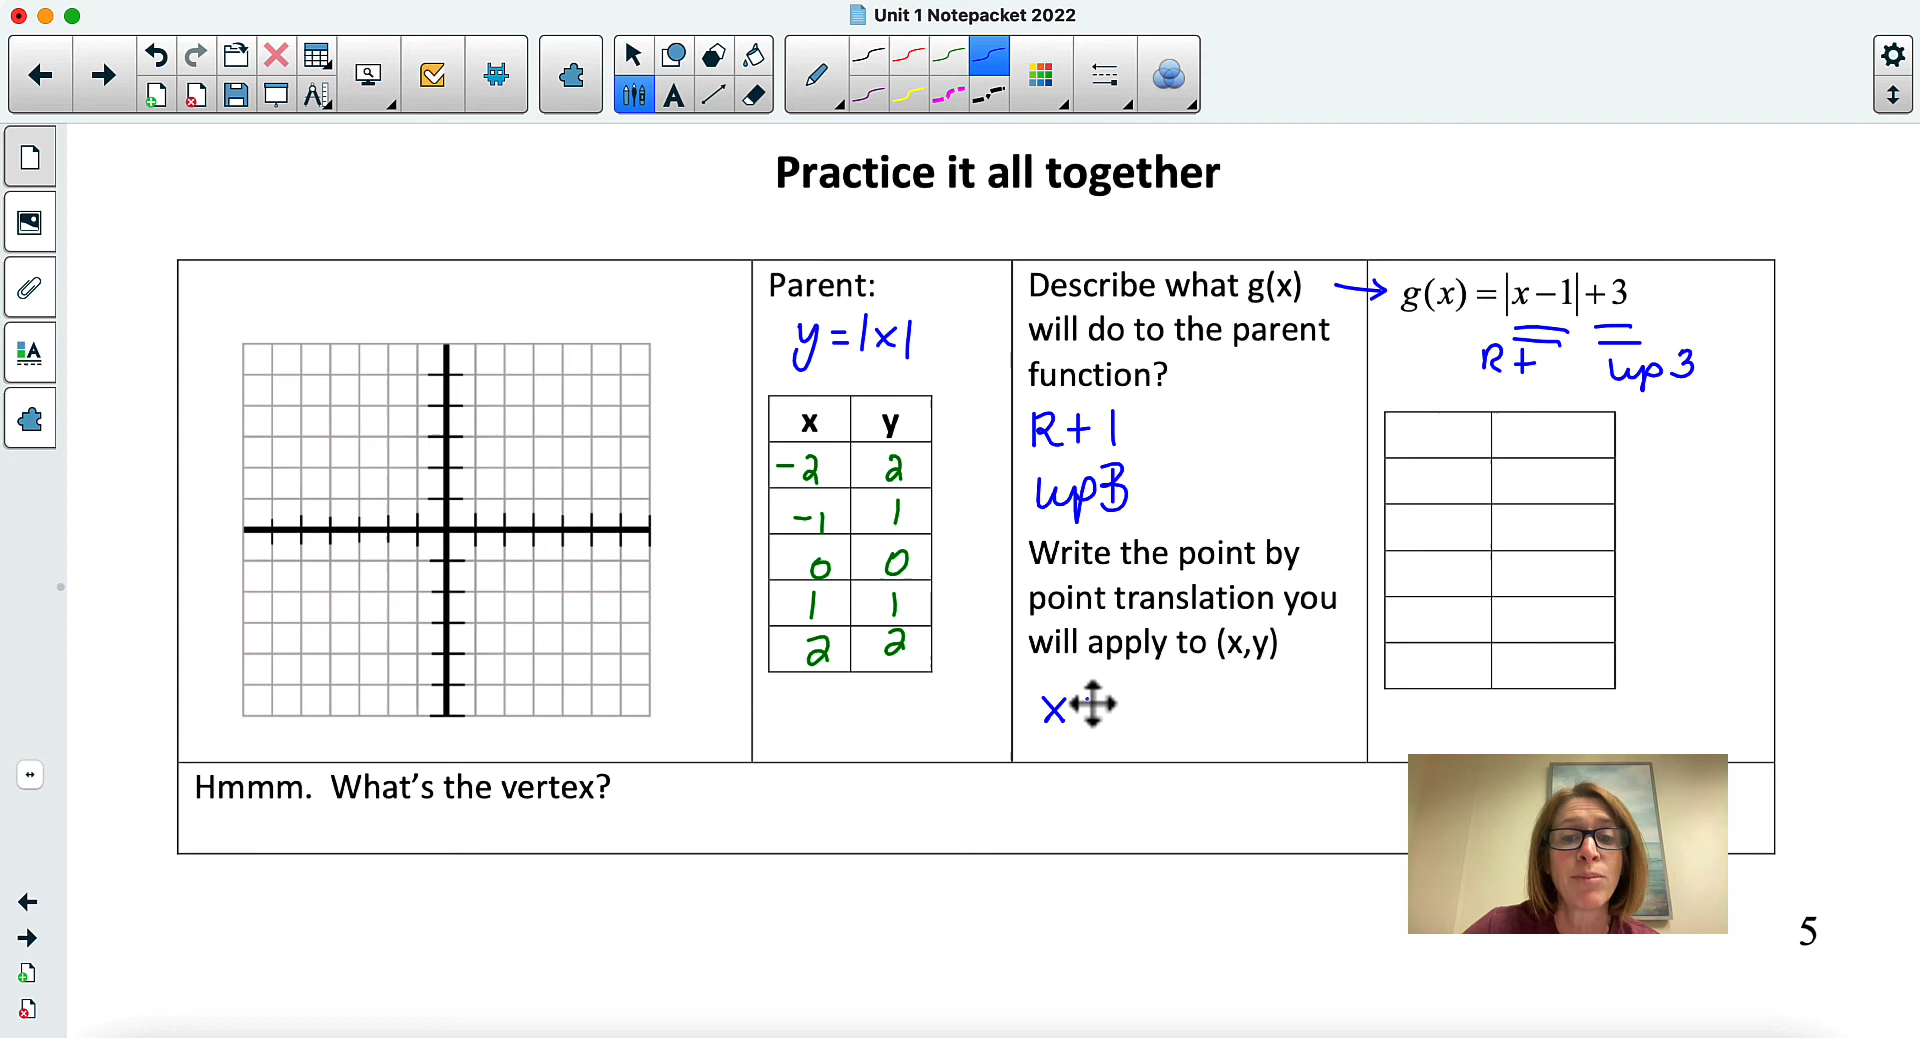 Unit 1 Notepacket 2022
Practice it all together
Parent:
y = |x|
x y
-2 2
-1 1
0 0
1 1
2 2
Describe what g(x)
will do to the parent
function?
R+ 1
up 3
Write the point by
point translation you
will apply to (x,y)
x
g(x) = |x−1|+3
R+
up 3
Hmmm. What’s the vertex?
5